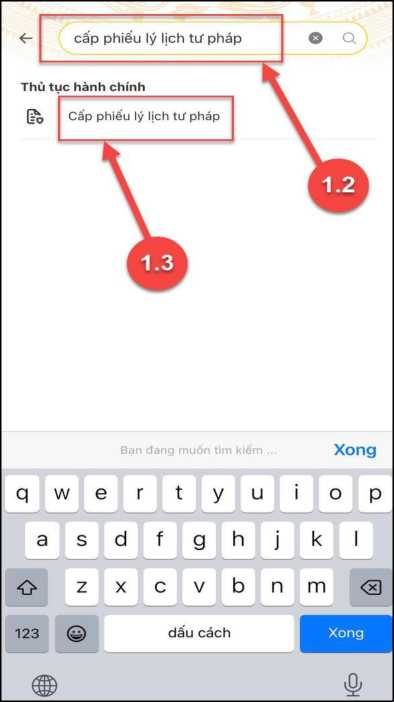 cấp phiếu lý lịch tư pháp
Thủ tục hành chính
Cấp phiếu lý lịch tư pháp
1.2
1.3
Bạn đang muốn tìm kiếm ...
Xong
q w e r t y u i o p
a s d f g h j k l
z x c v b n m
123 dấu cách Xong